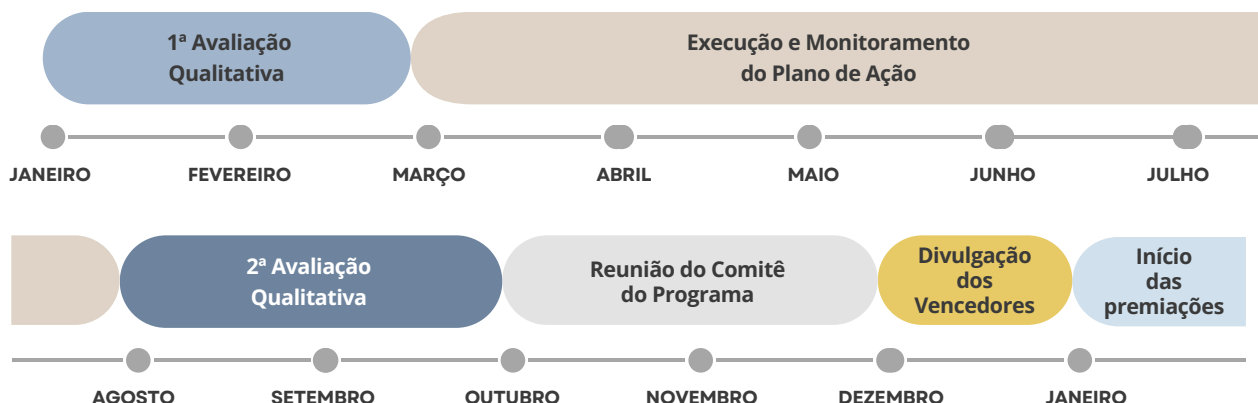 1ª Avaliação
Qualitativa
Execução e Monitoramento
do Plano de Ação
JANEIRO
FEVEREIRO
MARÇO
ABRIL
MAIO
JUNHO
JULHO
2ª Avaliação
Qualitativa
Reunião do Comitê
do Programa
Divulgação
dos
Vencedores
Início
das
premiações
AGOSTO
SETEMBRO
OUTUBRO
NOVEMBRO
DEZEMBRO
JANEIRO